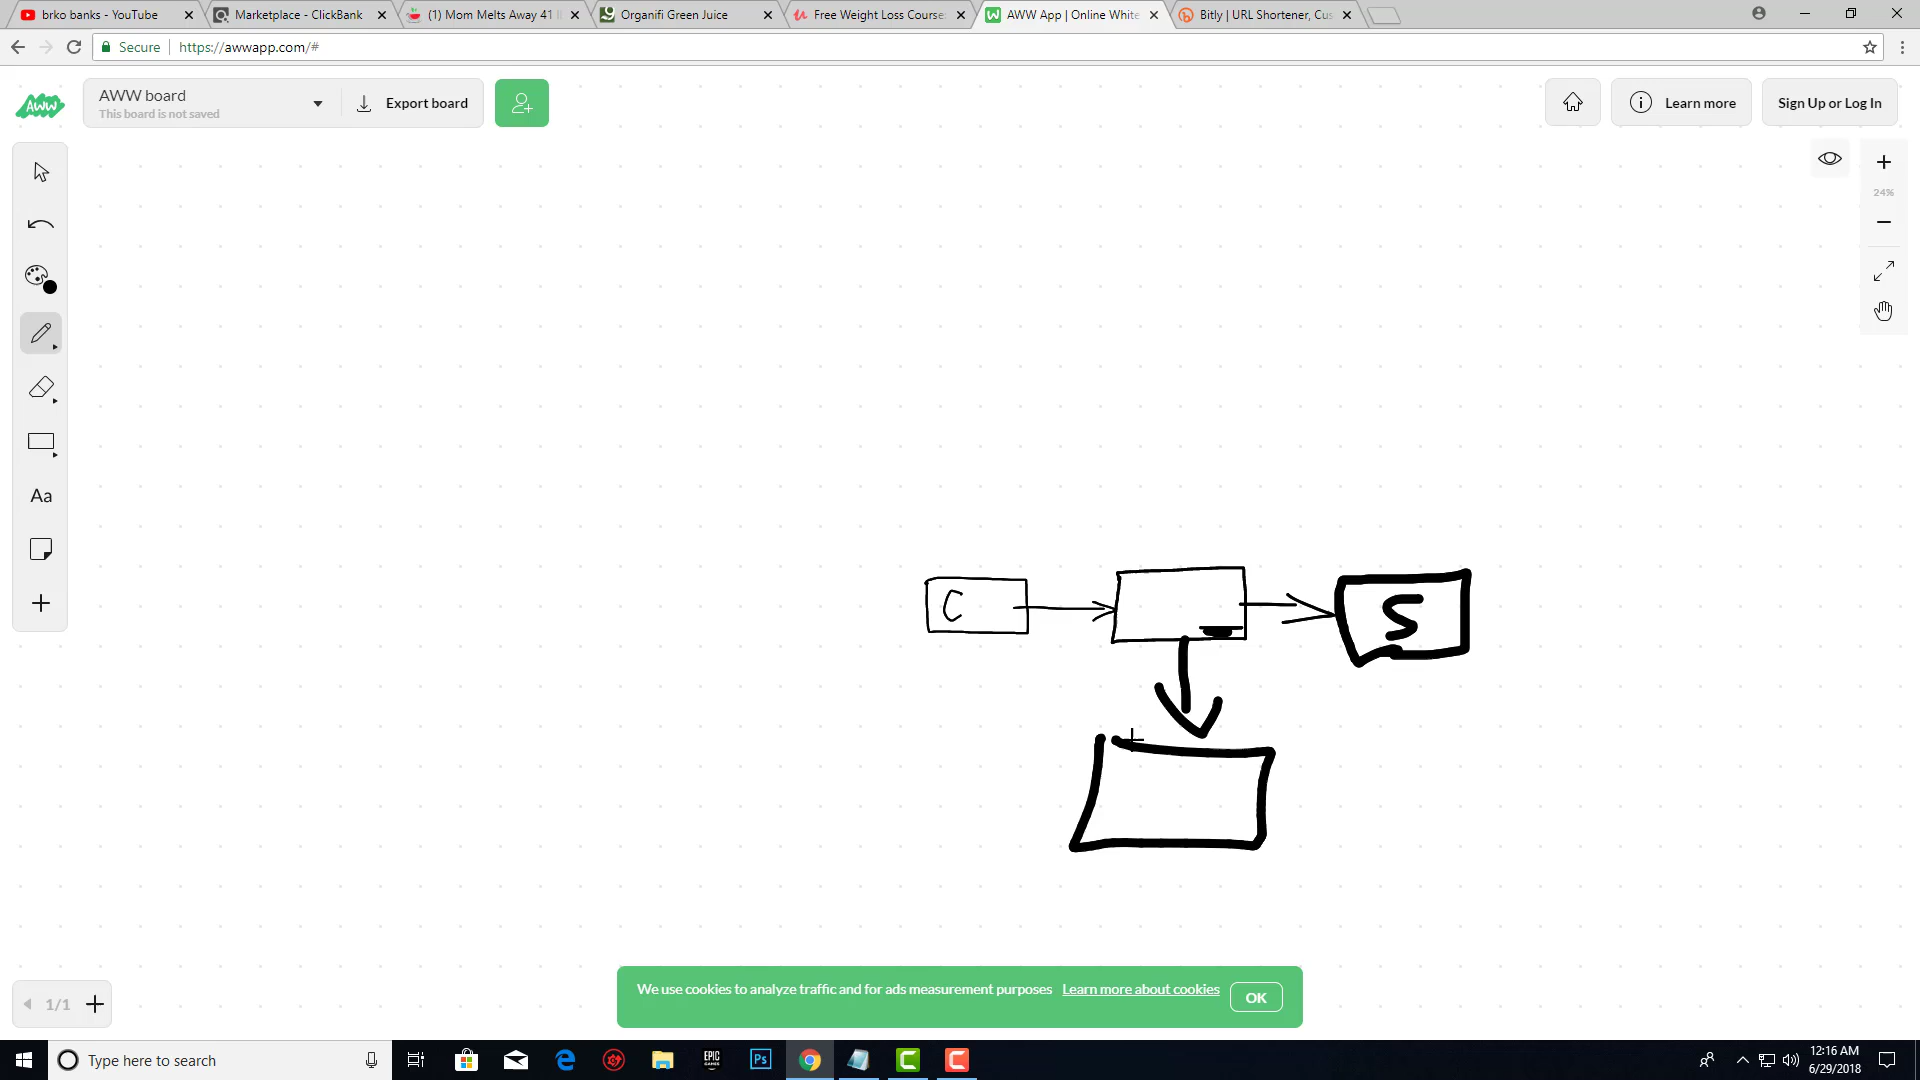 brko banks - YouTube
Marketplace - ClickBank
(1) Mom Melts Away 41 l
Organifi Green Juice
Free Weight Loss Course
AWW App | Online White
Bitly | URL Shortener, Cus
Secure
https://awwapp.com/#
AWW
AWW board
This board is not saved
Export board
Learn more
Sign Up or Log In
24%
Aa
C
S
1/1
We use cookies to analyze traffic and for ads measurement purposes Learn more about cookies
OK
Type here to search
EPIC
GAMES
Ps
12:16 AM
6/29/2018